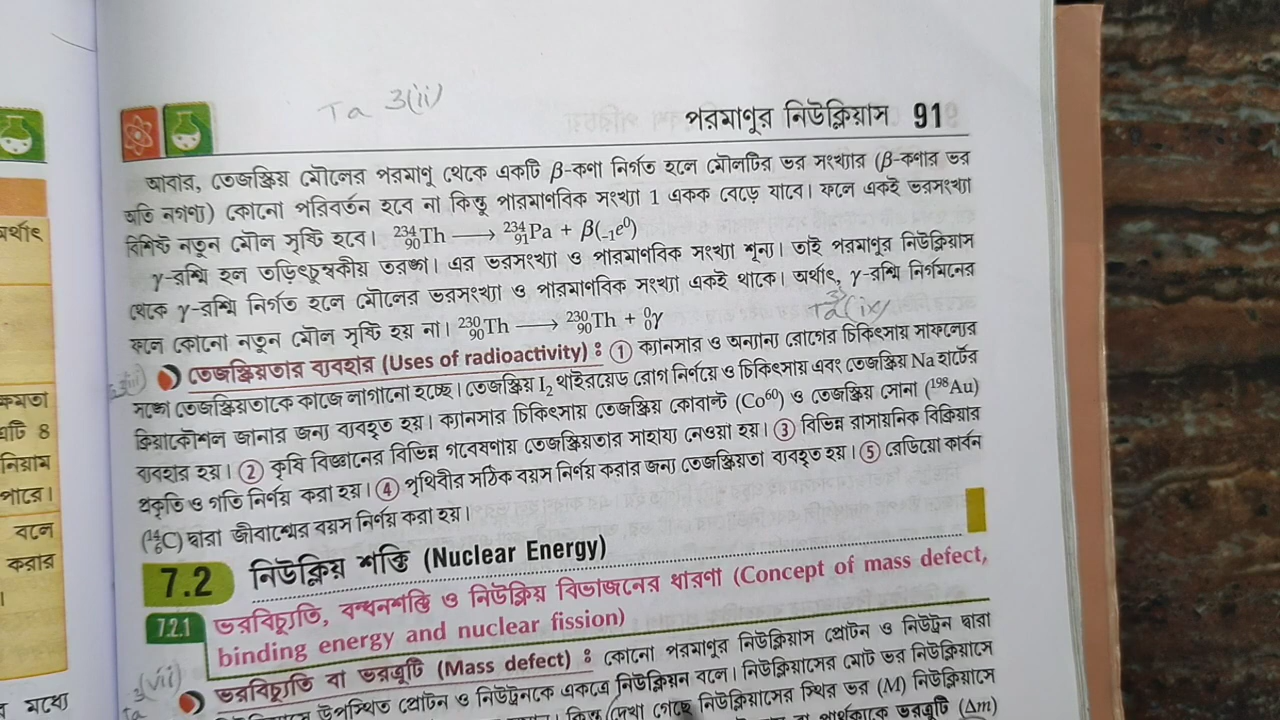 Ta 3(ii)
পরমাণুর নিউক্লিয়াস 91
আবার, তেজস্ক্রিয় মৌলের পরমাণু থেকে একটি β-কণা নির্গত হলে মৌলটির ভর সংখ্যার (β-কণার ভর
অতি নগণ্য) কোনো পরিবর্তন হবে না কিন্তু পারমাণবিক সংখ্যা 1 একক বেড়ে যাবে। ফলে একই ভরসংখ্যা
বিশিষ্ট নতুন মৌল সৃষ্টি হবে। ²³⁴₉₀Th ⟶ ²³⁴₉₁Pa + β(₋₁e⁰)
γ-রশ্মি হল তড়িৎচুম্বকীয় তরঙ্গ। এর ভরসংখ্যা ও পারমাণবিক সংখ্যা শূন্য। তাই পরমাণুর নিউক্লিয়াস
থেকে γ-রশ্মি নির্গত হলে মৌলের ভরসংখ্যা ও পারমাণবিক সংখ্যা একই থাকে। অর্থাৎ, γ-রশ্মি নির্গমনের
ফলে কোনো নতুন মৌল সৃষ্টি হয় না। ²³⁰₉₀Th ⟶ ²³⁰₉₀Th + ⁰₀γ
তেজস্ক্রিয়তার ব্যবহার (Uses of radioactivity) : ① ক্যানসার ও অন্যান্য রোগের চিকিৎসায় সাফল্যের
সঙ্গে তেজস্ক্রিয়তাকে কাজে লাগানো হচ্ছে। তেজস্ক্রিয় I₂ থাইরয়েড রোগ নির্ণয়ে ও চিকিৎসায় এবং তেজস্ক্রিয় Na হার্টের
ক্রিয়াকৌশল জানার জন্য ব্যবহৃত হয়। ক্যানসার চিকিৎসায় তেজস্ক্রিয় কোবাল্ট (Co⁶⁰) ও তেজস্ক্রিয় সোনা (¹⁹⁸Au)
ব্যবহার হয়। ② কৃষি বিজ্ঞানের বিভিন্ন গবেষণায় তেজস্ক্রিয়তার সাহায্য নেওয়া হয়। ③ বিভিন্ন রাসায়নিক বিক্রিয়ার
প্রকৃতি ও গতি নির্ণয় করা হয়। ④ পৃথিবীর সঠিক বয়স নির্ণয় করার জন্য তেজস্ক্রিয়তা ব্যবহৃত হয়। ⑤ রেডিয়ো কার্বন
(¹⁴₆C) দ্বারা জীবাশ্মের বয়স নির্ণয় করা হয়।
7.2 নিউক্লিয় শক্তি (Nuclear Energy)
7.2.1 ভরবিচ্যুতি, বন্ধনশক্তি ও নিউক্লিয় বিভাজনের ধারণা (Concept of mass defect,
binding energy and nuclear fission)
ভরবিচ্যুতি বা ভরত্রুটি (Mass defect) : কোনো পরমাণুর নিউক্লিয়াস প্রোটন ও নিউট্রন দ্বারা
উপস্থিত প্রোটন ও নিউট্রনকে একত্রে নিউক্লিয়ন বলে। নিউক্লিয়াসের মোট ভর নিউক্লিয়াসে
কিন্তু দেখা গেছে নিউক্লিয়াসের স্থির ভর (M) নিউক্লিয়াসে
পার্থক্যকে ভরত্রুটি (Δm)
র্থাৎ
ক্ষমতা
ঘটি 8
নিয়াম
পারে।
বলে
করার
মধ্যে